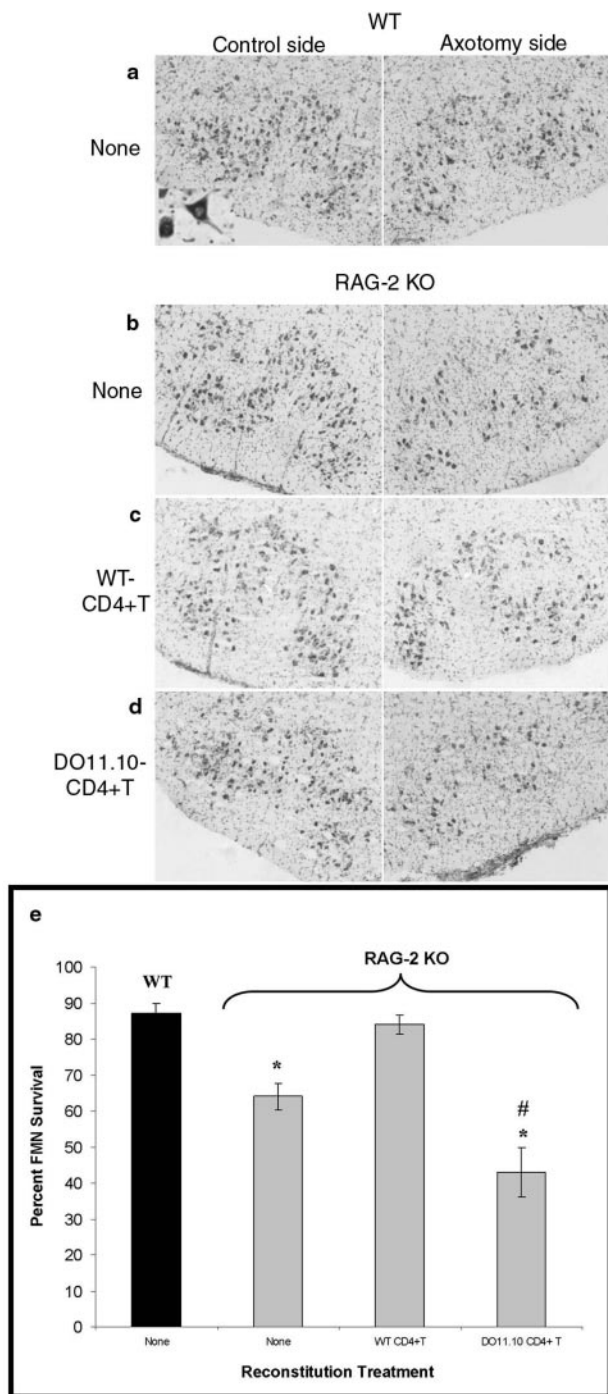 WT
Control side Axotomy side
a
None
RAG-2 KO
b
None
c
WT-
CD4+T
d
DO11.10-
CD4+T
e
RAG-2 KO
WT
*
#
*
100
90
80
70
60
50
40
30
20
10
0
Percent FMN Survival
None None WT CD4+T DO11.10 CD4+ T
Reconstitution Treatment